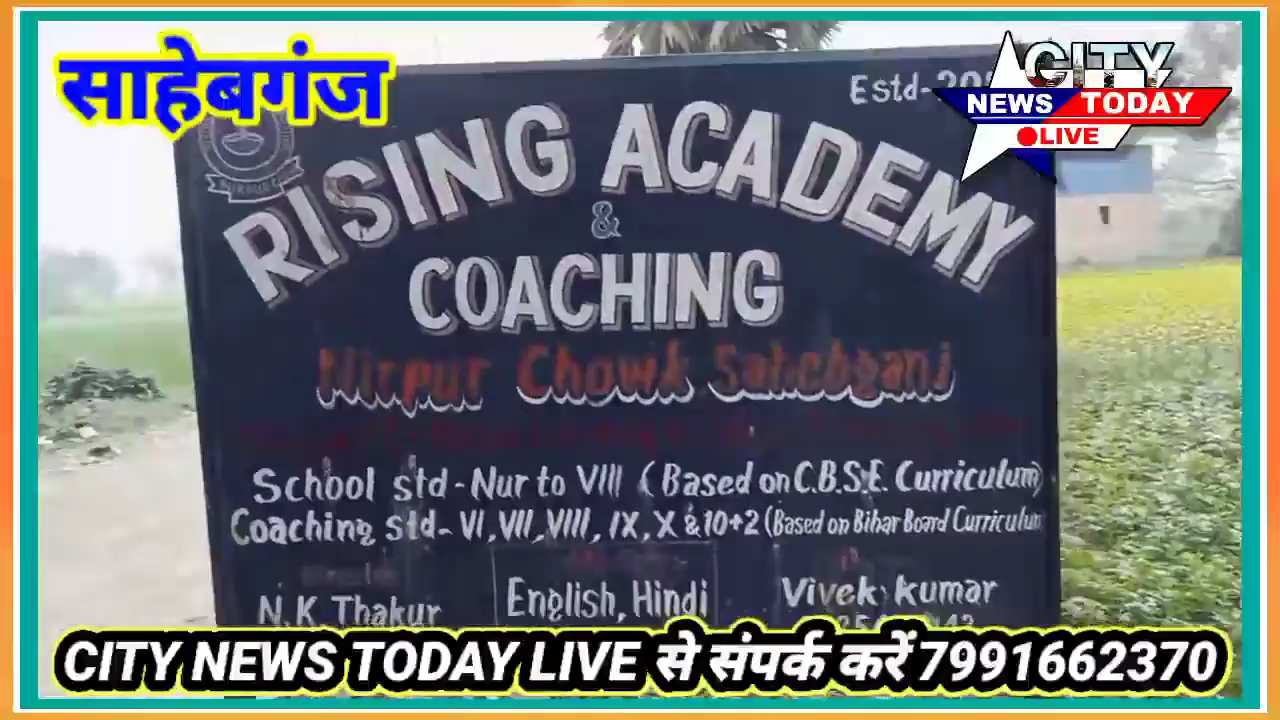 साहेबगंज
Estd-
CITY
NEWS TODAY
LIVE
RISING ACADEMY
&
COACHING
Nirpur Chowk Sahebganj
School std-Nur to VIII (Based on C.B.S.E. Curriculum)
Coaching std-VI, VII, VIII, IX, X & 10+2 (Based on Bihar Board Curriculum
N.K. Thakur
English, Hindi
Vivek kumar
CITY NEWS TODAY LIVE से संपर्क करें 7991662370